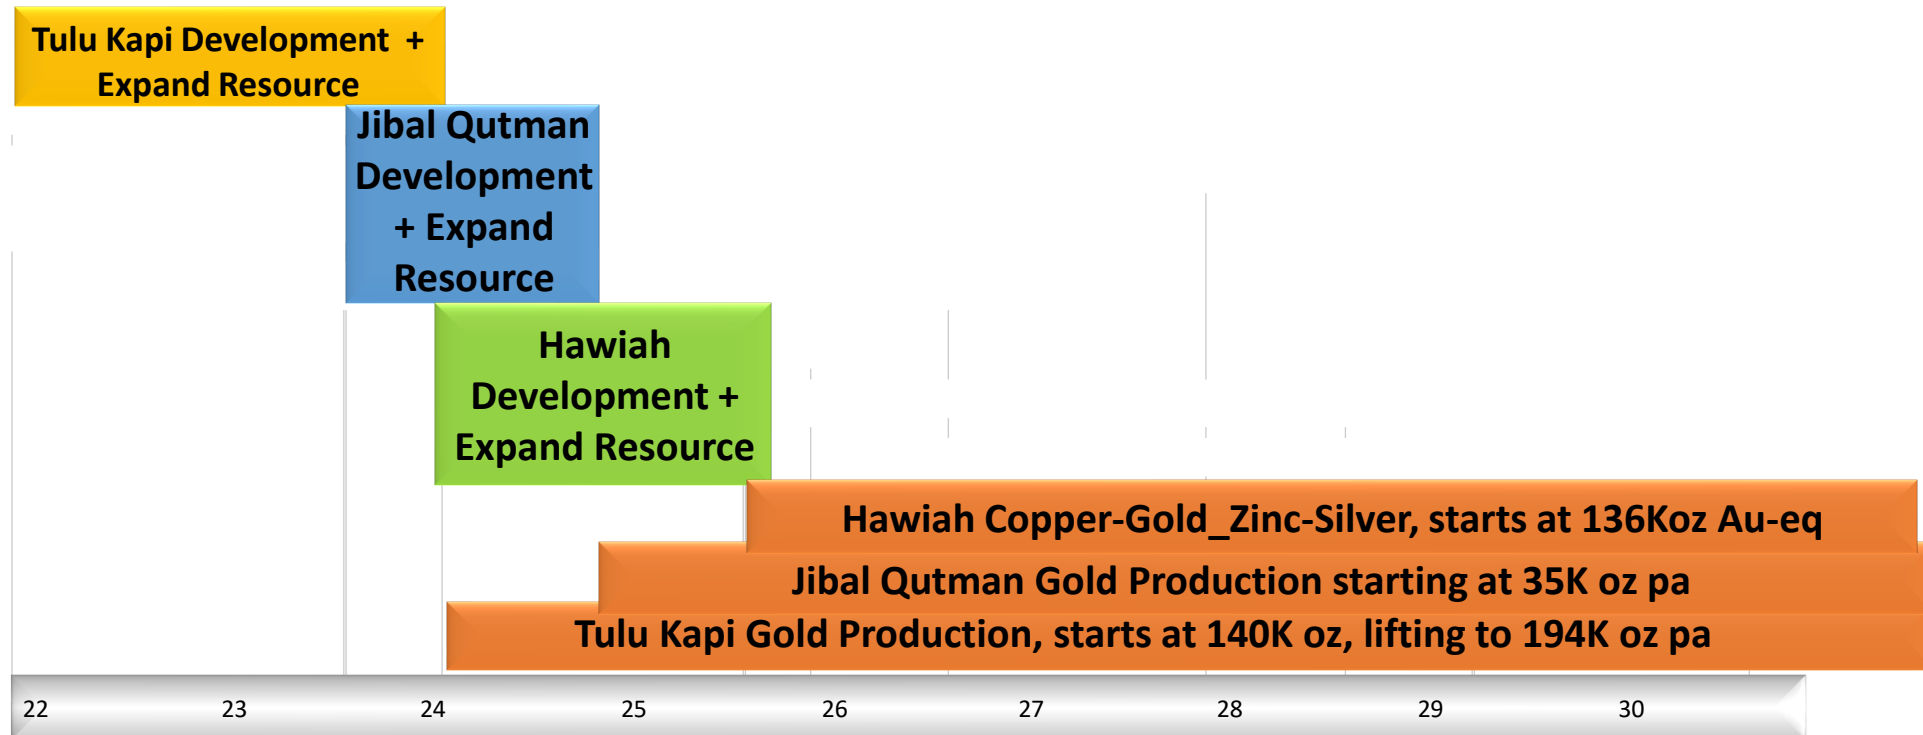 Tulu Kapi Development +
Expand Resource
Jibal Qutman
Development
+ Expand
Resource
Hawiah
Development +
Expand Resource
Hawiah Copper-Gold_Zinc-Silver, starts at 136Koz Au-eq
Jibal Qutman Gold Production starting at 35K oz pa
Tulu Kapi Gold Production, starts at 140K oz, lifting to 194K oz pa
22 23 24 25 26 27 28 29 30